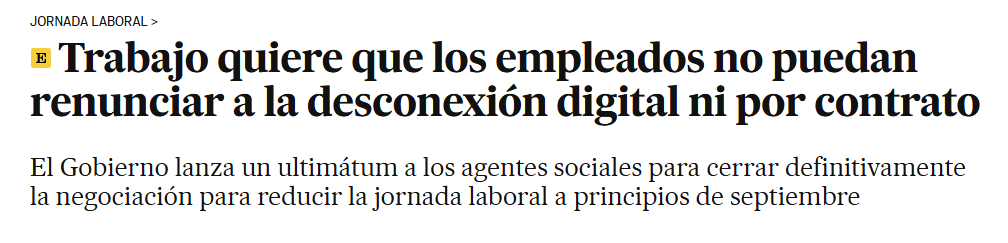 JORNADA LABORAL >
E Trabajo quiere que los empleados no puedan
renunciar a la desconexión digital ni por contrato
El Gobierno lanza un ultimátum a los agentes sociales para cerrar definitivamente
la negociación para reducir la jornada laboral a principios de septiembre